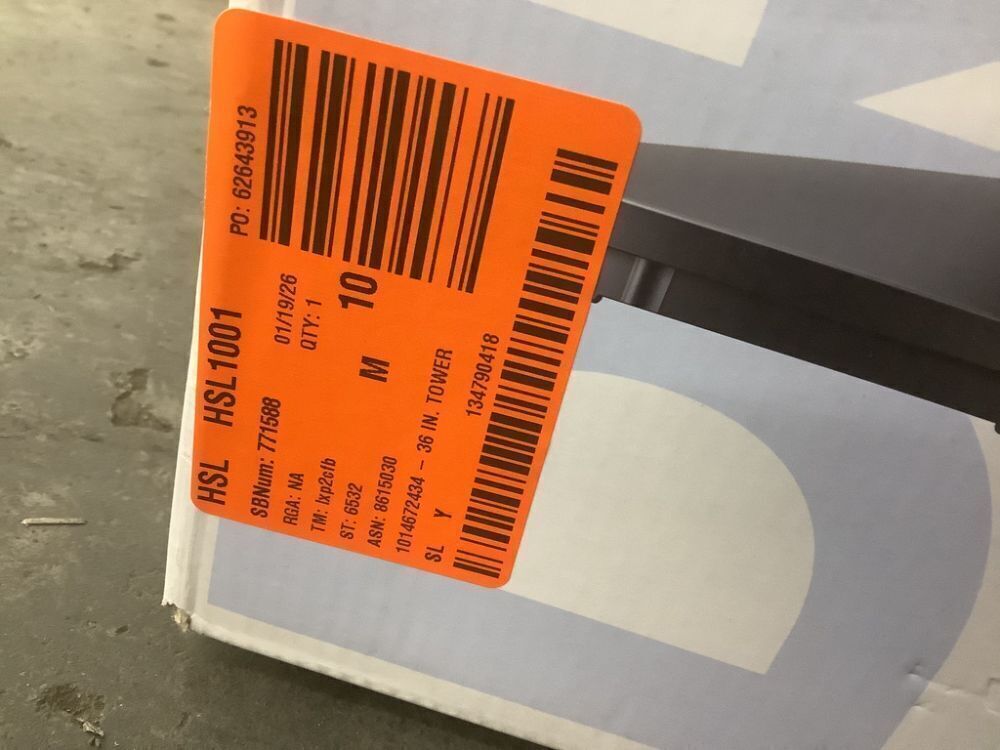 HSL HSL1001
PO: 62643913
SBNum: 771588
01/19/26
RGA: NA
QTY: 1
TM: lxp2cfb
ST: 6532
M
10
ASN: 8615030
1014672434 – 36 IN. TOWER
SL Y
134790418